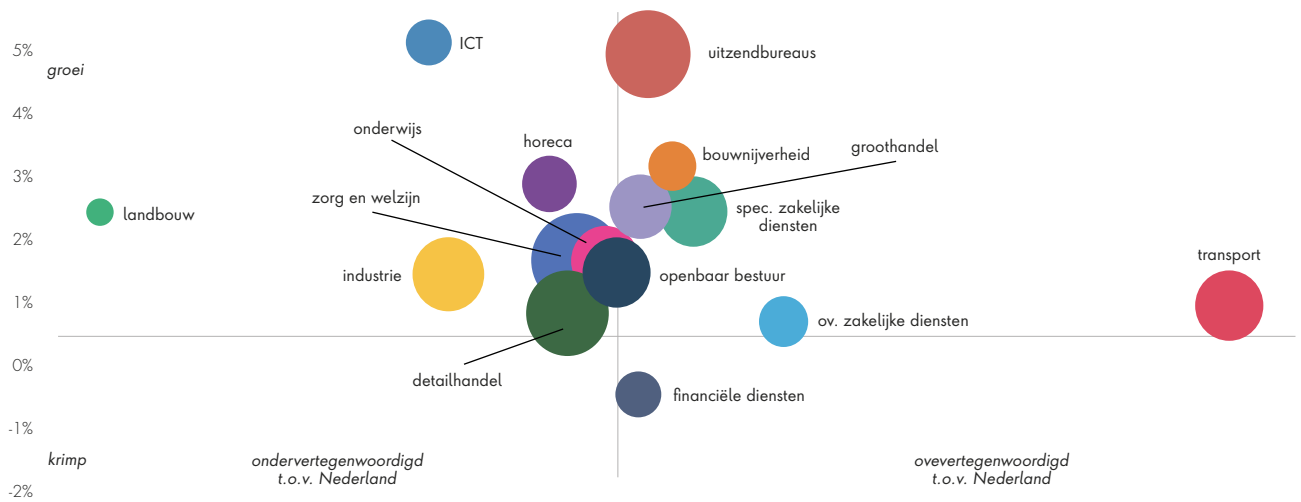 5%
ICT
uitzendbureaus
groei
4%
onderwijs
horeca
bouwnijverheid
groothandel
3%
zorg en welzijn
landbouw
spec. zakelijke
diensten
2%
industrie
openbaar bestuur
transport
1%
ov. zakelijke diensten
0%
detailhandel
financiële diensten
-1%
krimp
ondervertegenwoordigd
t.o.v. Nederland
ovevertegenwoordigd
t.o.v. Nederland
-2%